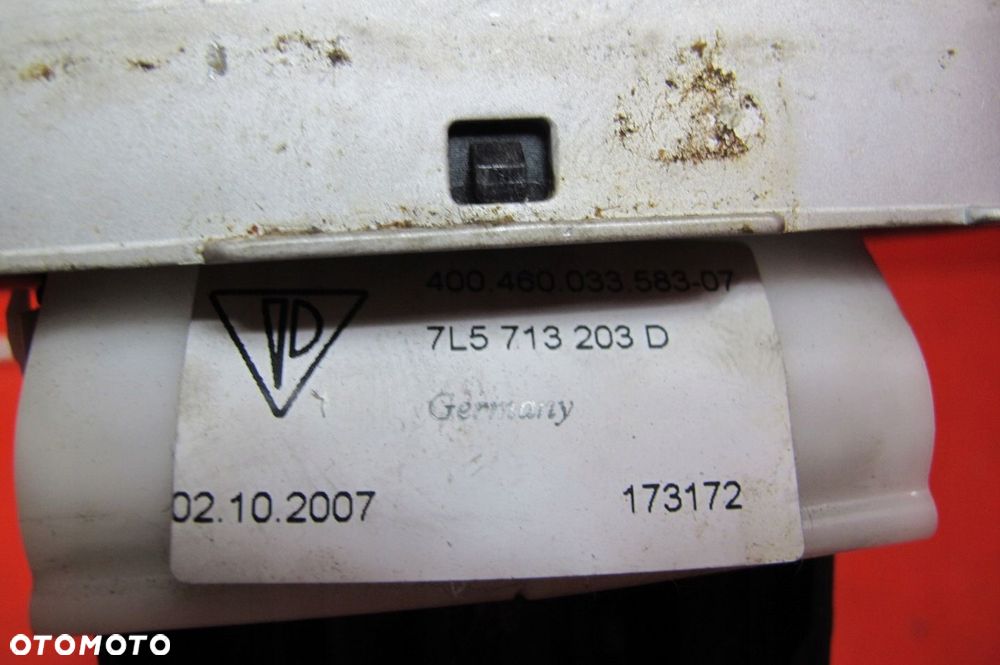 400.460.033.583-07
7L5 713 203 D
Germany
02.10.2007
173172
OTOMOTO